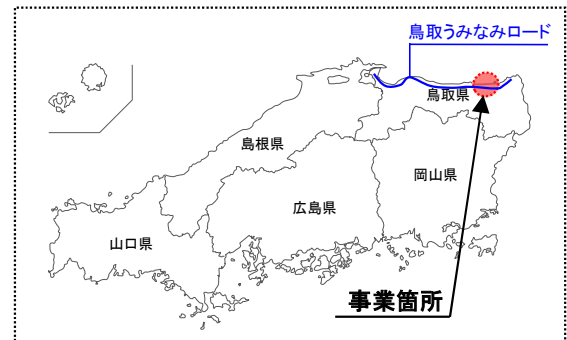 鳥取うみなみロード
鳥取県
島根県
岡山県
広島県
山口県
事業箇所